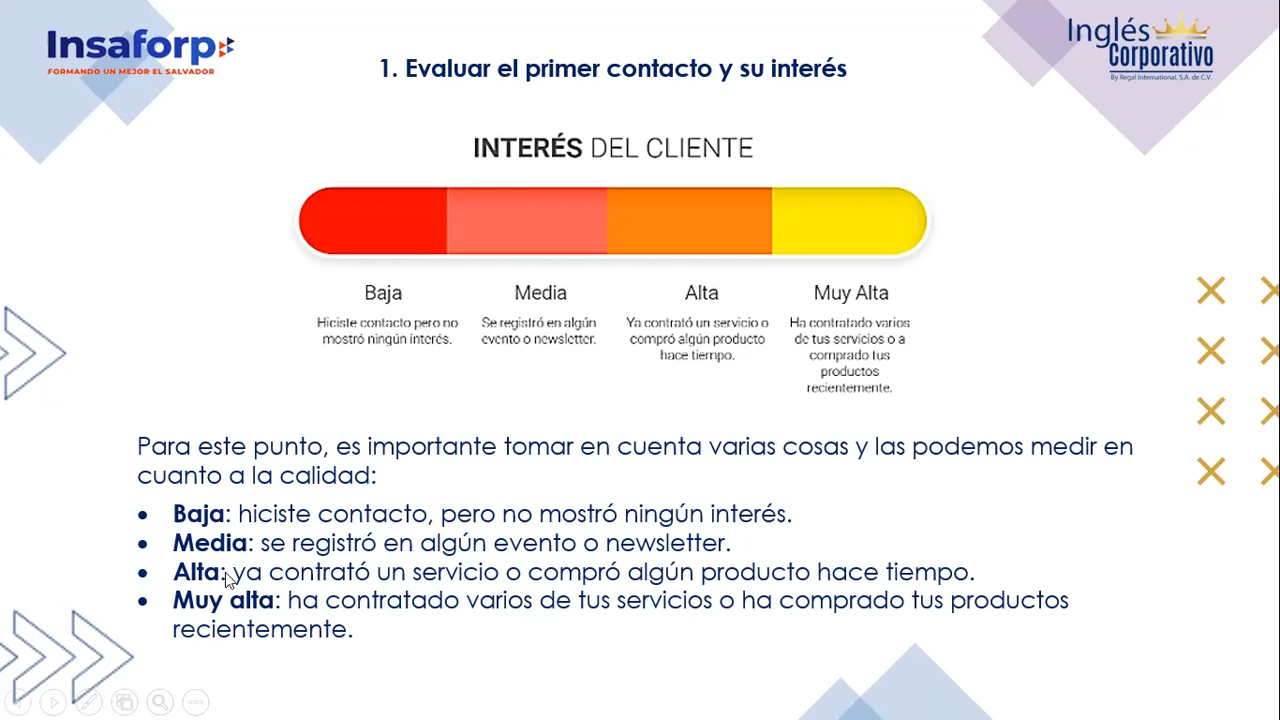 Insaforp
FORMANDO UN MEJOR EL SALVADOR
Inglés
Corporativo
By Regal International, S.A. de C.V.
1. Evaluar el primer contacto y su interés
INTERÉS DEL CLIENTE
Baja
Hiciste contacto pero no
mostró ningún interés.
Media
Se registró en algún
evento o newsletter.
Alta
Ya contrató un servicio o
compró algún producto
hace tiempo.
Muy Alta
Ha contratado varios
de tus servicios o a
comprado tus
productos
recientemente.
Para este punto, es importante tomar en cuenta varias cosas y las podemos medir en
cuanto a la calidad:
• Baja: hiciste contacto, pero no mostró ningún interés.
• Media: se registró en algún evento o newsletter.
• Alta: ya contrató un servicio o compró algún producto hace tiempo.
• Muy alta: ha contratado varios de tus servicios o ha comprado tus productos
recientemente.